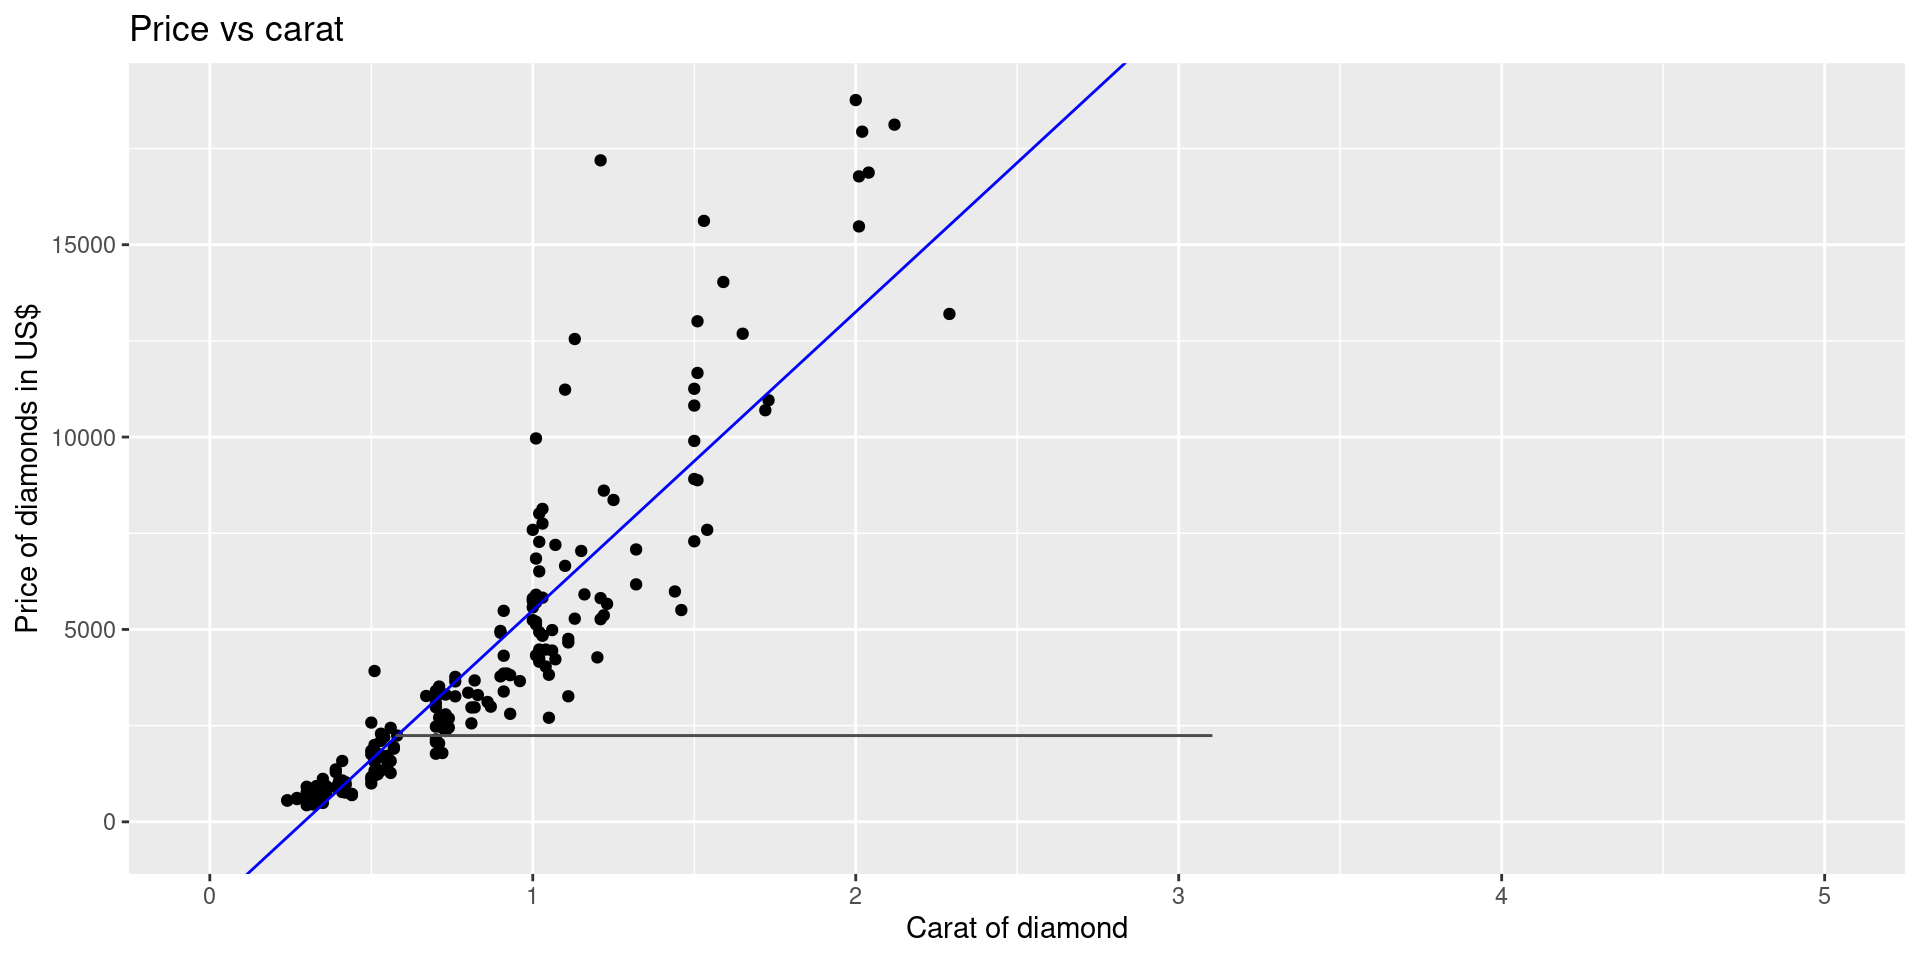 Price vs carat
Price of diamonds in US$
15000
10000
5000
0
0 1 2 3 4 5
Carat of diamond